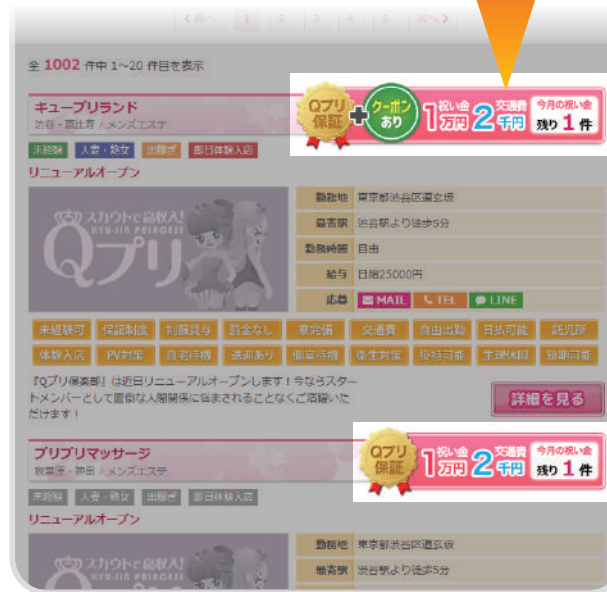 《 前へ 1 2 3 4 5 次へ 》
全 1002 件中 1～20 件目を表示
キュープリランド
渋谷・恵比寿 / メンズエステ
Qプリ保証 + クーポンあり 祝い金1万円 交通費2千円 今月の祝い金 残り1件
未経験 人妻・熟女 出稼ぎ 即日体験入店
リニューアルオープン
スカウトで高収入!
Qプリ
KYU-JIN PRINCESS
勤務地 東京都渋谷区道玄坂
最寄駅 渋谷駅より徒歩5分
勤務時間 自由
給与 日給25000円
応募 MAIL TEL LINE
未経験可 保証制度 制服貸与 罰金なし 寮完備 交通費 自由出勤 日払可能 託児所
体験入店 PV対策 自宅待機 送迎あり 個室待機 衛生対策 掛持可能 生理休暇 短期可能
『Qプリ倶楽部』は近日リニューアルオープンします！今ならスター
トメンバーとして面倒な人間関係に悩まされることなくご活躍いた
だけます！
詳細を見る
プリプリマッサージ
秋葉原・神田 / メンズエステ
Qプリ保証 祝い金1万円 交通費2千円 今月の祝い金 残り1件
未経験 人妻・熟女 出稼ぎ 即日体験入店
リニューアルオープン
スカウトで高収入!
Qプリ
KYU-JIN PRINCESS
勤務地 東京都渋谷区道玄坂
最寄駅 渋谷駅より徒歩5分